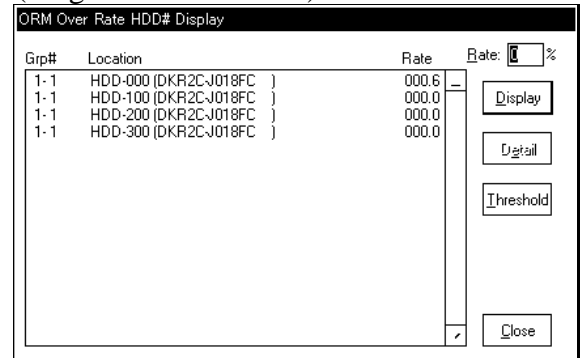 ORM Over Rate HDD# Display
Grp# Location Rate Rate: 0 %
1- 1 HDD-000 (DKR2C-J018FC ) 000.6
1- 1 HDD-100 (DKR2C-J018FC ) 000.0
1- 1 HDD-200 (DKR2C-J018FC ) 000.0
1- 1 HDD-300 (DKR2C-J018FC ) 000.0
Display
Detail
Threshold
Close